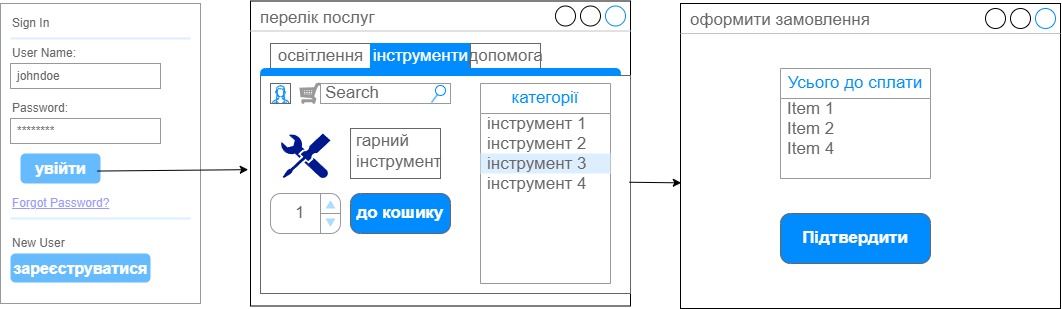 Sign In
User Name:
johndoe
Password:
********
увійти
Forgot Password?
New User
зареєструватися
перелік послуг
освітлення інструменти допомога
Search
гарний
інструмент
1
до кошику
категорії
інструмент 1
інструмент 2
інструмент 3
інструмент 4
оформити замовлення
Усього до сплати
Item 1
Item 2
Item 4
Підтвердити